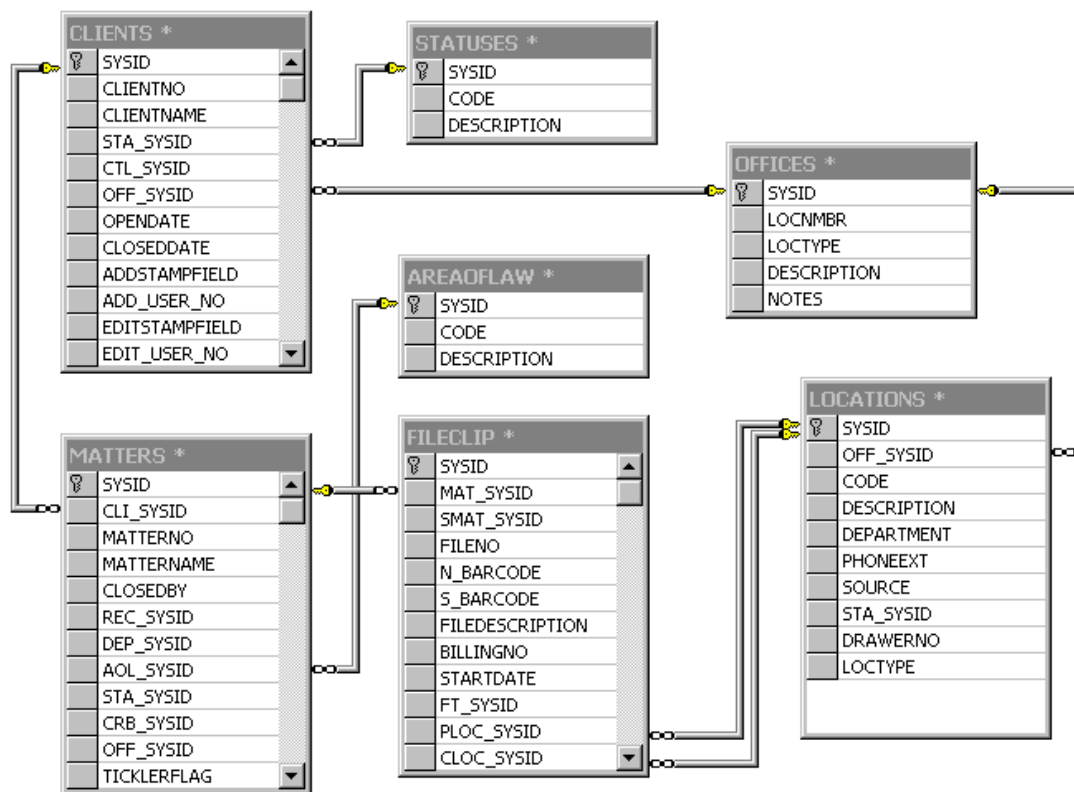 CLIENTS *
SYSID
CLIENTNO
CLIENTNAME
STA_SYSID
CTL_SYSID
OFF_SYSID
OPENDATE
CLOSEDDATE
ADDSTAMPFIELD
ADD_USER_NO
EDITSTAMPFIELD
EDIT_USER_NO
STATUSES *
SYSID
CODE
DESCRIPTION
OFFICES *
SYSID
LOCNMBR
LOCTYPE
DESCRIPTION
NOTES
AREAOFLAW *
SYSID
CODE
DESCRIPTION
MATTERS *
SYSID
CLI_SYSID
MATTERNO
MATTERNAME
CLOSEDBY
REC_SYSID
DEP_SYSID
AOL_SYSID
STA_SYSID
CRB_SYSID
OFF_SYSID
TICKLERFLAG
FILECLIP *
SYSID
MAT_SYSID
SMAT_SYSID
FILENO
N_BARCODE
S_BARCODE
FILEDESCRIPTION
BILLINGNO
STARTDATE
FT_SYSID
PLOC_SYSID
CLOC_SYSID
LOCATIONS *
SYSID
OFF_SYSID
CODE
DESCRIPTION
DEPARTMENT
PHONEEXT
SOURCE
STA_SYSID
DRAWERNO
LOCTYPE